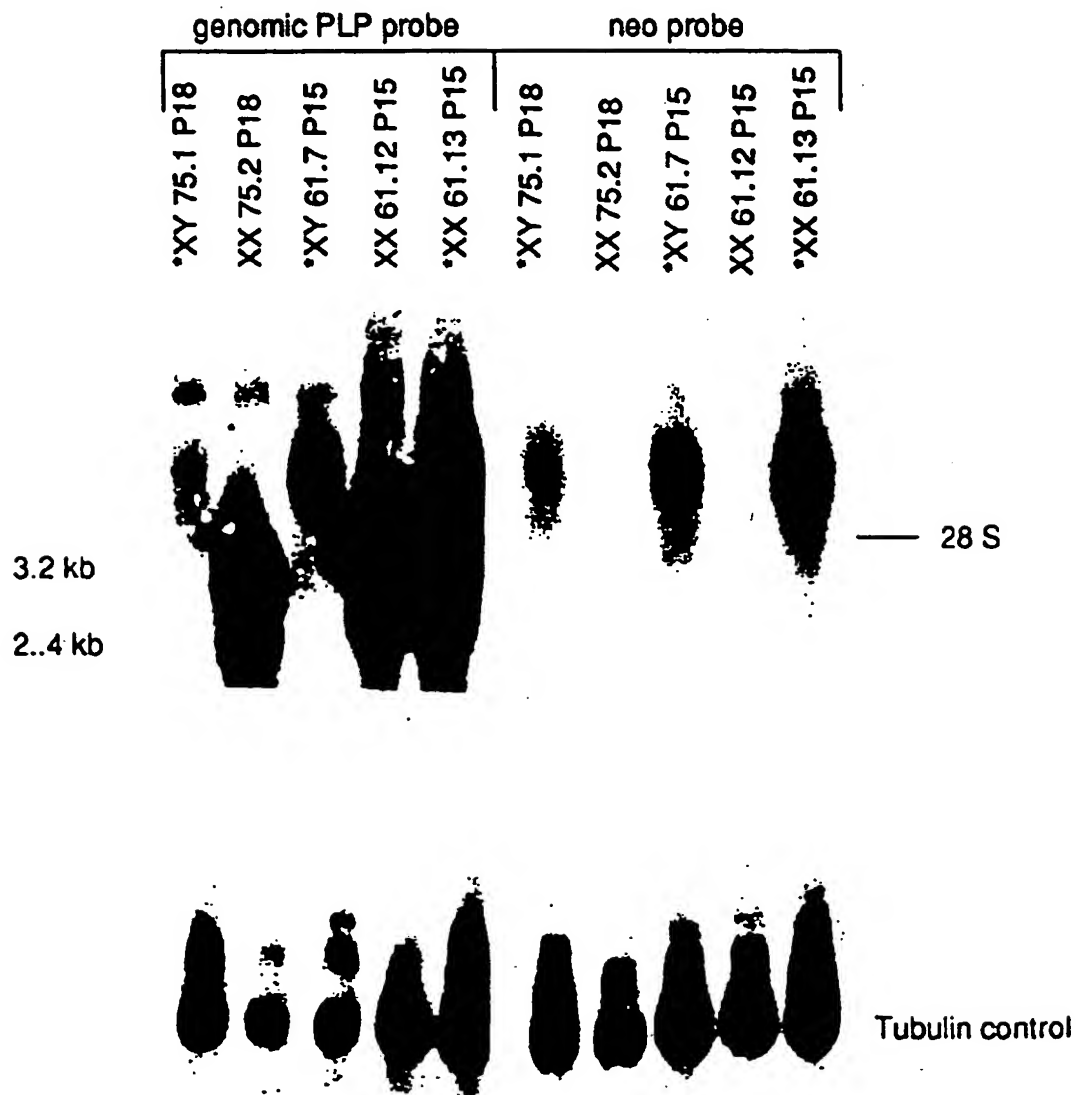 genomic PLP probe
neo probe
*XY 75.1 P18
XX 75.2 P18
*XY 61.7 P15
XX 61.12 P15
*XX 61.13 P15
*XY 75.1 P18
XX 75.2 P18
*XY 61.7 P15
XX 61.12 P15
*XX 61.13 P15
28 S
3.2 kb
2..4 kb
Tubulin control